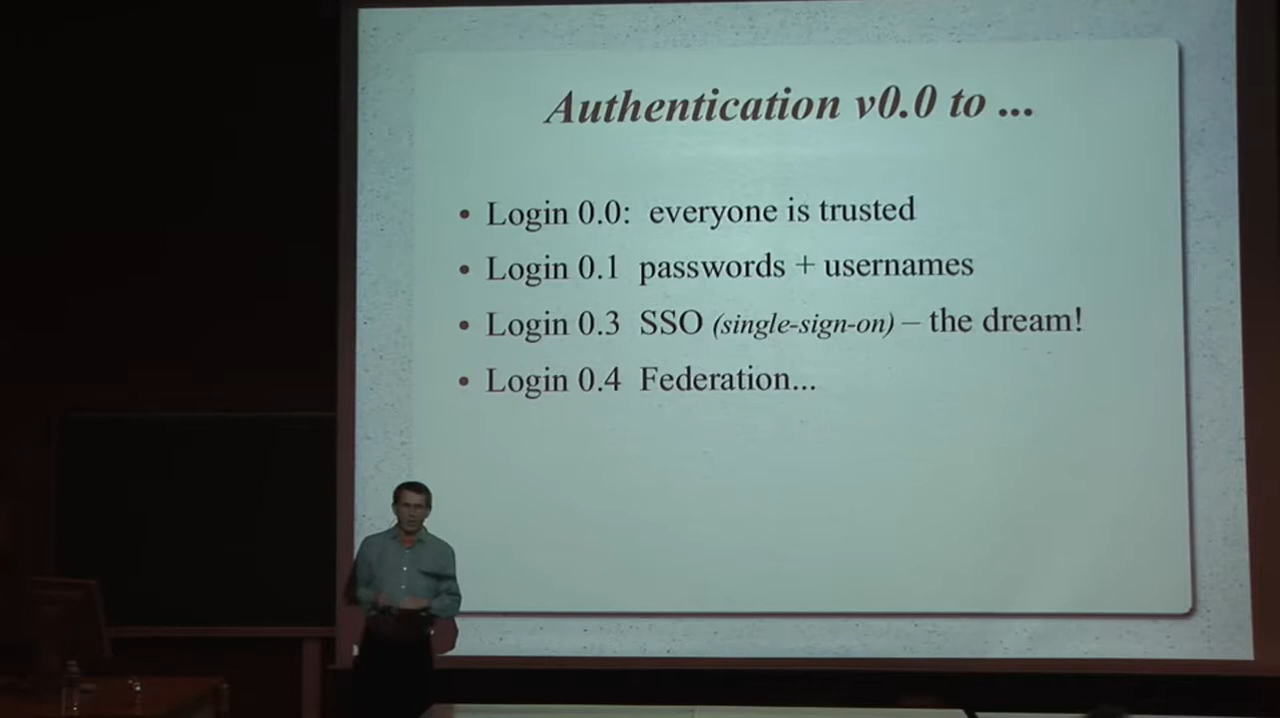 Authentication v0.0 to ...
• Login 0.0: everyone is trusted
• Login 0.1 passwords + usernames
• Login 0.3 SSO (single-sign-on) – the dream!
• Login 0.4 Federation...